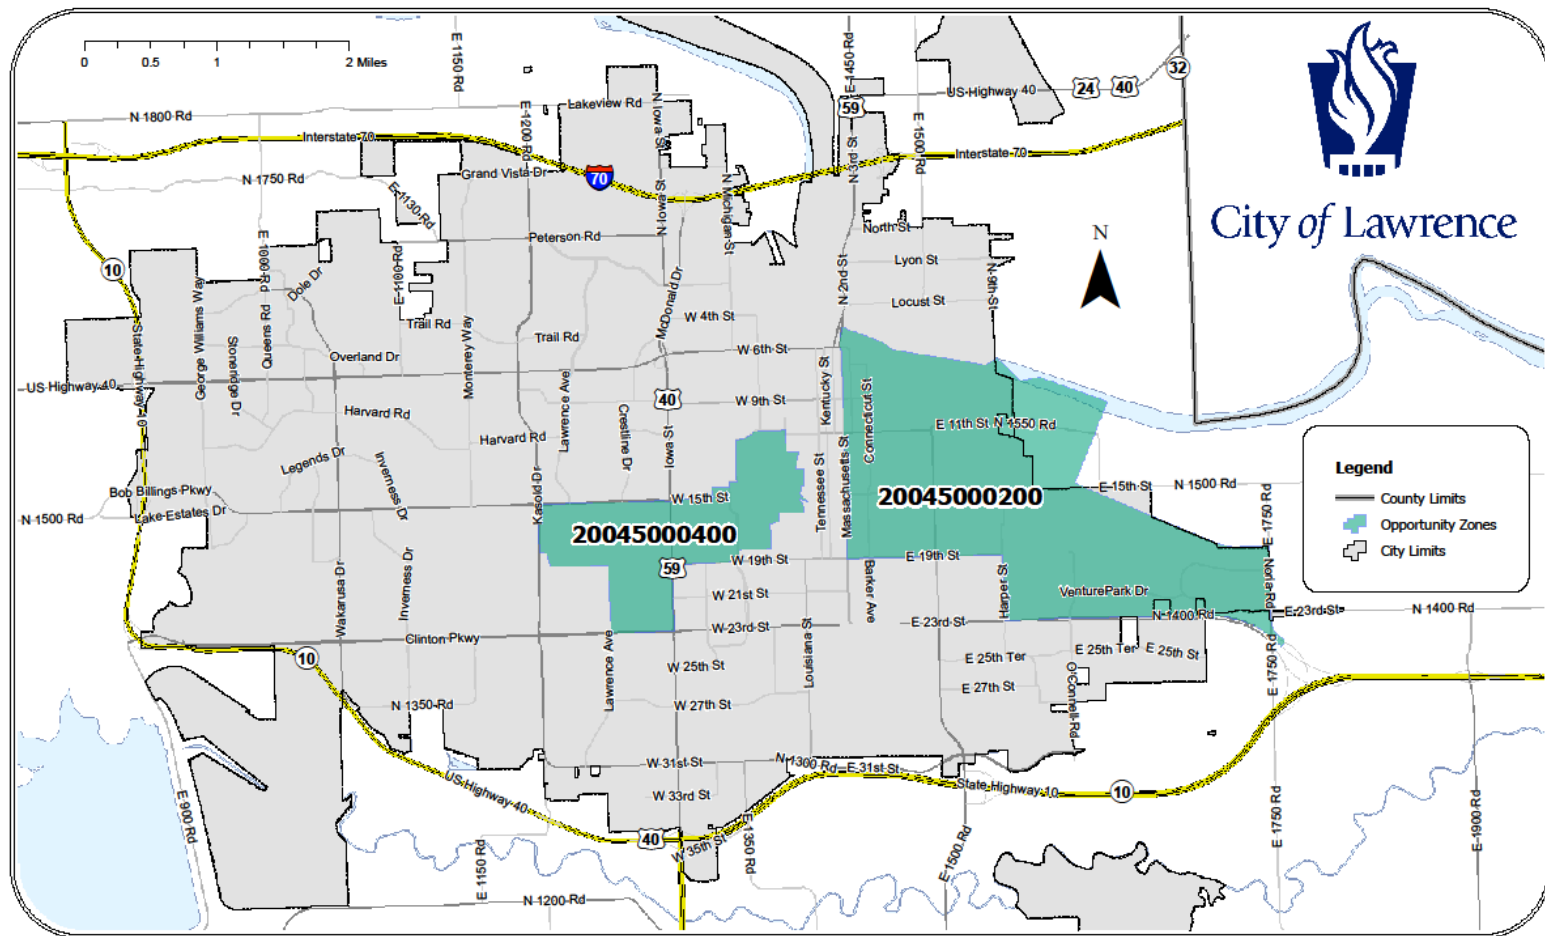 0 0.5 1 2 Miles
E 1150 Rd
N 1800 Rd
Interstate 70
N 1750 Rd
E 1130 Rd
E 1200 Rd
Lakeview Rd
N Iowa St
Grand Vista Dr
70
N Iowa St
N Michigan St
Peterson Rd
E 1450 Rd
59
US Highway 40
24
40
32
N 3rd St
E 1500 Rd
Interstate 70
City of Lawrence
N
10
E 1000 Rd
Dole Dr
E 1100 Rd
North St
Lyon St
N 2nd St
N 9th St
Locust St
George Williams Way
Queens Rd
Stoneridge Dr
State Highway 10
Trail Rd
Monterey Way
Trail Rd
McDonald Dr
W 4th St
Overland Dr
W 6th St
US Highway 40
Lawrence Ave
40
W 9th St
Kentucky St
Connecticut St
Harvard Rd
Harvard Rd
Crestline Dr
Iowa St
E 11th St
N 1550 Rd
Legends Dr
Inverness Dr
Kasold Dr
Tennessee St
Massachusetts St
Bob Billings Pkwy
W 15th St
20045000200
E 15th St
N 1500 Rd
N 1500 Rd
Lake Estates Dr
20045000400
E 1750 Rd
Legend
County Limits
Opportunity Zones
City Limits
59
W 19th St
E 19th St
Wakarusa Dr
Inverness Dr
W 21st St
Barker Ave
Harper St
VenturePark Dr
Noria Rd
W 23rd St
E 23rd St
N 1400 Rd
E 23rd St
N 1400 Rd
Clinton Pkwy
Lawrence Ave
Louisiana St
10
W 25th St
E 25th Ter
E 25th Ter
E 25th St
E 1750 Rd
E 27th St
O'Connell Rd
N 1350 Rd
W 27th St
W 31st St
N 1300 Rd
E 31st St
State Highway 10
10
US Highway 40
W 33rd St
40
W 35th St
E 900 Rd
E 1150 Rd
E 1350 Rd
E 1500 Rd
E 1750 Rd
E 1900 Rd
N 1200 Rd